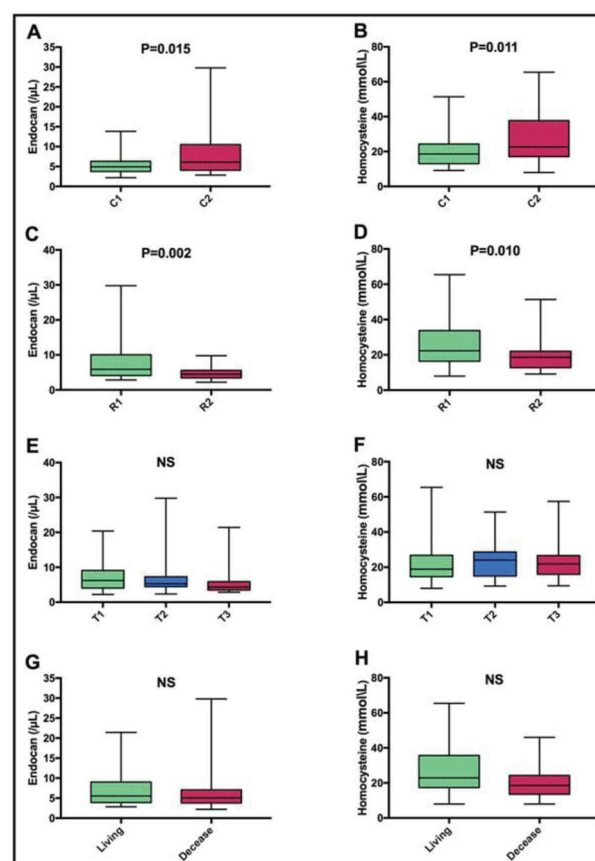 A
P=0.015
Endocan (/μL)
35
30
25
20
15
10
5
0
C1
C2
B
P=0.011
Homocysteine (mmol\L)
80
60
40
20
0
C1
C2
C
P=0.002
Endocan (/μL)
40
30
20
10
0
R1
R2
D
P=0.010
Homocysteine (mmol\L)
80
60
40
20
0
R1
R2
E
NS
Endocan (/μL)
40
30
20
10
0
T1
T2
T3
F
NS
Homocysteine (mmol\L)
80
60
40
20
0
T1
T2
T3
G
NS
Endocan (/μL)
35
30
25
20
15
10
5
0
Living
Decease
H
NS
Homocysteine (mmol\L)
80
60
40
20
0
Living
Decease